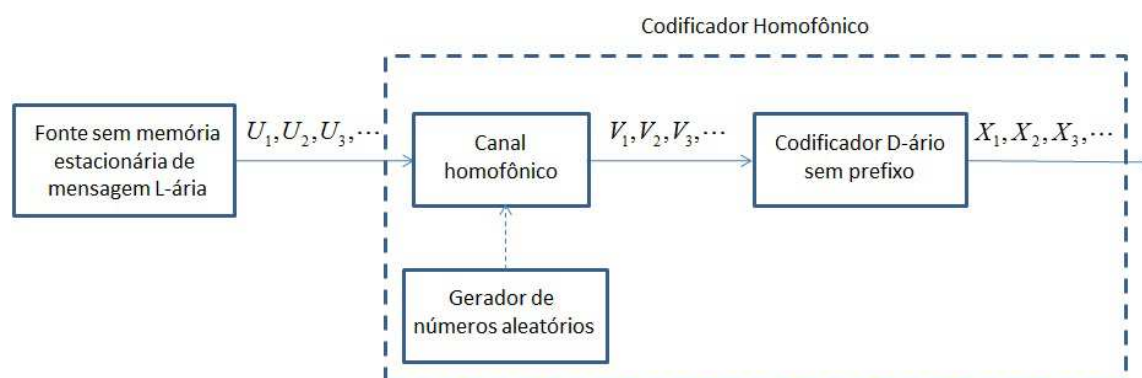 Codificador Homofônico
Fonte sem memória
estacionária de
mensagem L-ária
U₁,U₂,U₃,⋯
Canal
homofônico
V₁,V₂,V₃,⋯
Codificador D-ário
sem prefixo
X₁,X₂,X₃,⋯
Gerador de
números aleatórios